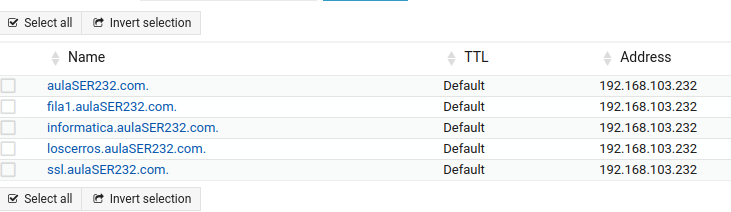 Select all Invert selection
Name TTL Address
aulaSER232.com. Default 192.168.103.232
fila1.aulaSER232.com. Default 192.168.103.232
informatica.aulaSER232.com. Default 192.168.103.232
loscerros.aulaSER232.com. Default 192.168.103.232
ssl.aulaSER232.com. Default 192.168.103.232
Select all Invert selection